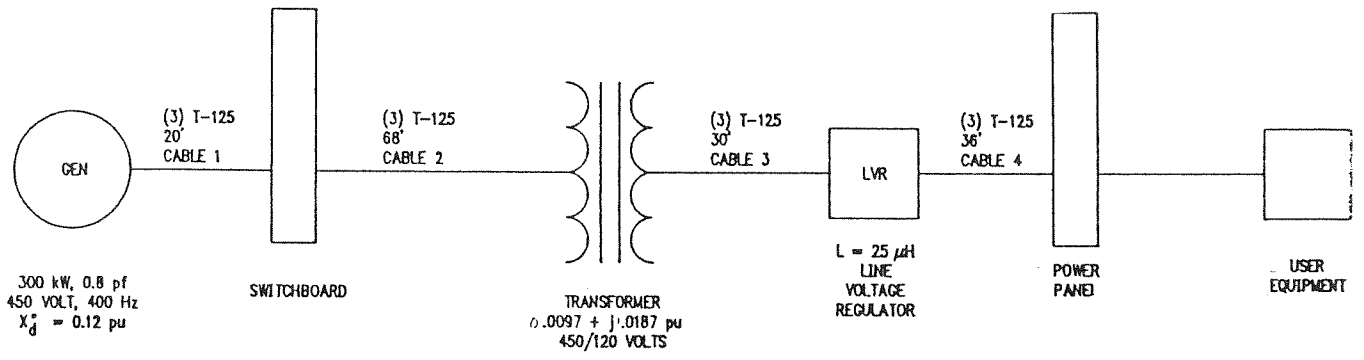 (3) T-125
20'
CABLE 1
(3) T-125
68'
CABLE 2
(3) T-125
30'
CABLE 3
(3) T-125
36'
CABLE 4
GEN
LVR
300 kW, 0.8 pf
450 VOLT, 400 Hz
X"d = 0.12 pu
SWITCHBOARD
TRANSFORMER
0.0097 + j.0187 pu
450/120 VOLTS
L = 25 μH
LINE
VOLTAGE
REGULATOR
POWER
PANEL
USER
EQUIPMENT